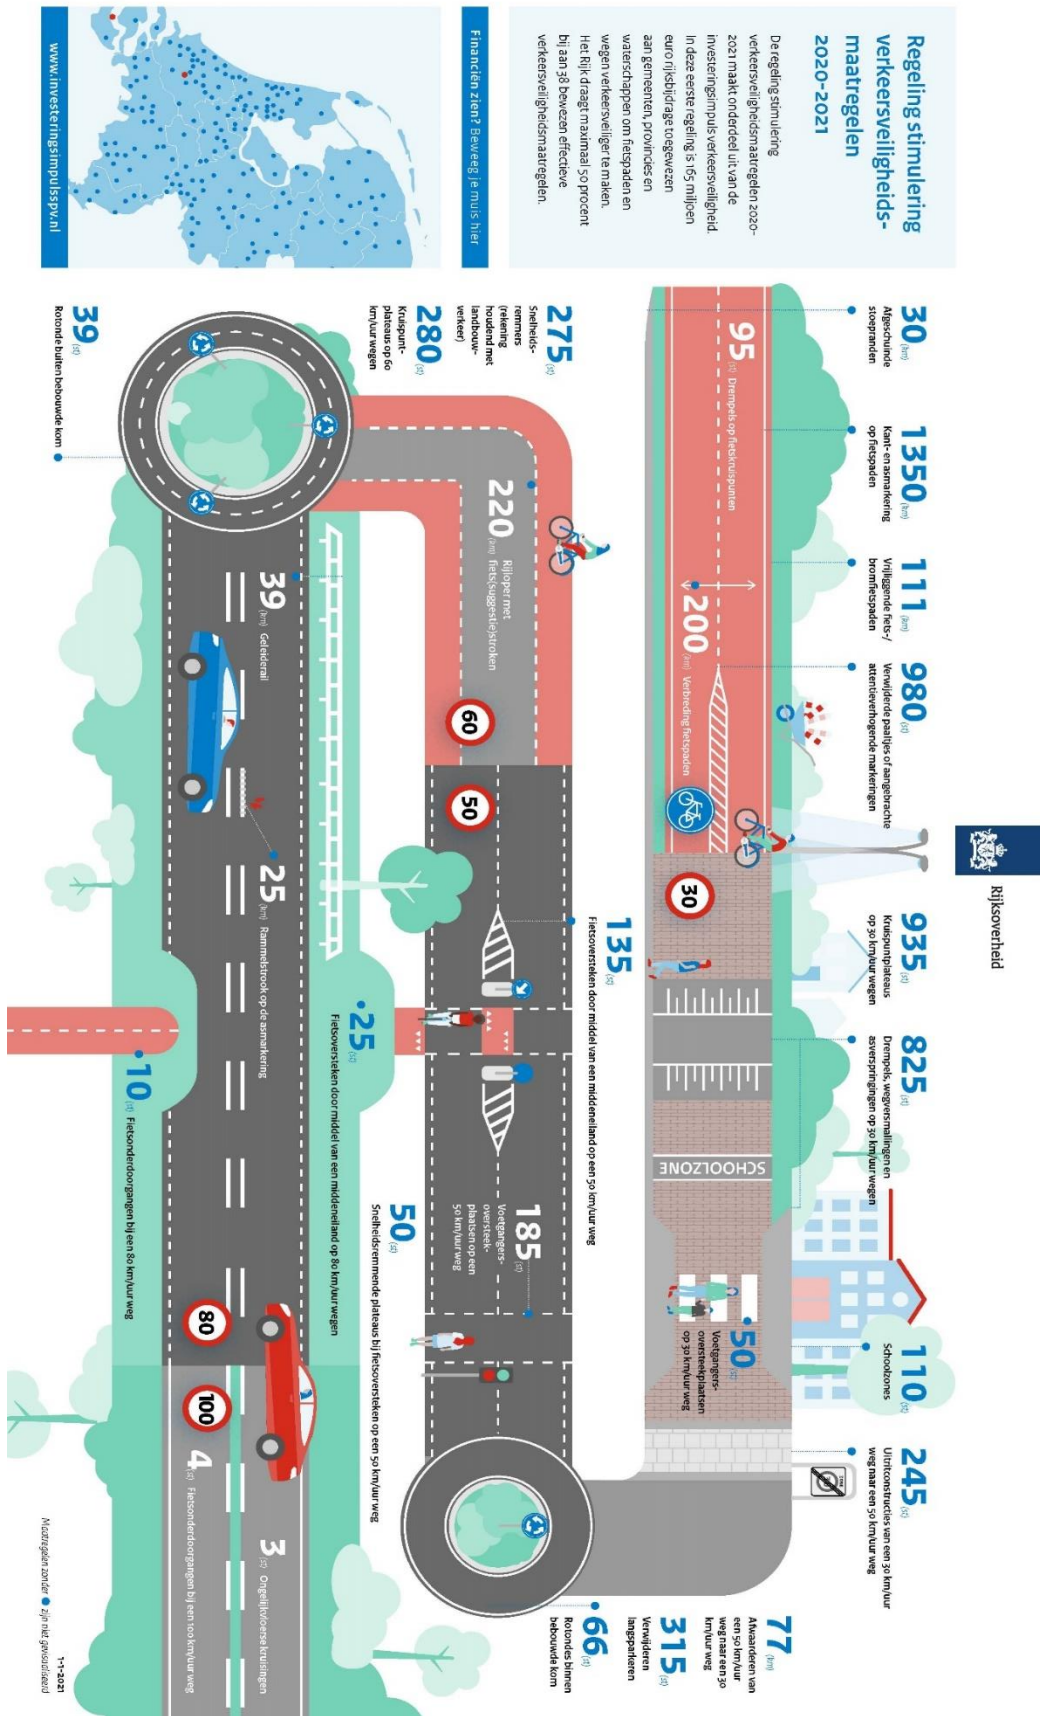 Rijksoverheid
Regeling stimulering
verkeersveiligheids-
maatregelen
2020-2021
De regeling stimulering
verkeersveiligheidsmaatregelen 2020-
2021 maakt onderdeel uit van de
investeringsimpuls verkeersveiligheid.
In deze eerste regeling is 165 miljoen
euro rijksbijdrage toegewezen
aan gemeenten, provincies en
waterschappen om fietspaden en
wegen verkeersveiliger te maken.
Het Rijk draagt maximaal 50 procent
bij aan 38 bewezen effectieve
verkeersveiligheidsmaatregelen.
Financiën zien? Beweeg je muis hier
www.investeringsimpulsspv.nl
30 (km)
Afgeschuinde
stoepranden
1350 (km)
Kant- en asmarkering
op fietspaden
111 (km)
Vrijliggende fiets-/
bromfietspaden
980 (st)
Verwijderde paaltjes of aangebrachte
attentieverhogende markeringen
935 (st)
Kruispuntplateaus
op 30 km/uur wegen
825 (st)
Drempels, wegversmallingen en
asverspringingen op 30 km/uur wegen
110 (st)
Schoolzones
245 (st)
Uitritconstructies van een 30 km/uur
weg naar een 50 km/uur weg
95 (st) Drempels op fietskruispunten
200 (km) Verbreding fietspaden
30
SCHOOLZONE
50 (st)
Voetgangers-
oversteekplaatsen
op 30 km/uur weg
77 (km)
Afwaarderen van
een 50 km/uur
weg naar een 30
km/uur weg
315 (st)
Verwijderen
langsparkeren
66 (st)
Rotondes binnen
bebouwde kom
275 (st)
Snelheids-
remmers
(rekening
houdend met
landbouw-
verkeer)
280 (st)
Kruispunt-
plateaus op 60
km/uur wegen
220 (km)
Rijloper met
fiets(suggestie)stroken
60
50
135 (st)
Fietsoversteken door middel van een middeneiland op een 50 km/uur weg
185 (st)
Voetgangers-
oversteek-
plaatsen op een
50 km/uur weg
50 (st)
Snelheidsremmende plateaus bij fietsoversteken op een 50 km/uur weg
25 (st)
Fietsoversteken door middel van een middeneiland op 80 km/uur wegen
39 (st)
Rotonde buiten bebouwde kom
39 (km) Geleiderail
25 (km) Rammelstrook op de asmarkering
10 (st) Fietsonderdoorgangen bij een 80 km/uur weg
80
100
3 (st) Ongelijkvloerse kruisingen
4 (st) Fietsonderdoorgangen bij een 100 km/uur weg
Maatregelen zonder ● zijn niet gevisualiseerd
1-1-2021